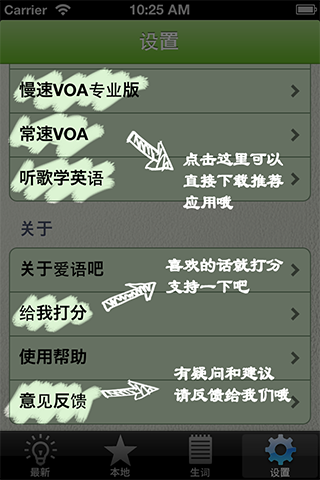 Carrier 10:25 AM
设置
慢速VOA专业版
常速VOA
听歌学英语
点击这里可以
直接下载推荐
应用哦
关于
关于爱语吧
给我打分
喜欢的话就打分
支持一下吧
使用帮助
意见反馈
有疑问和建议
请反馈给我们哦
最新 本地 生词 设置